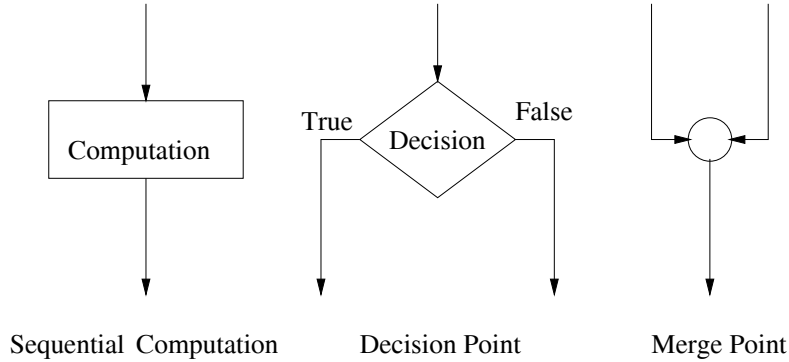 True
False
Computation
Decision
Sequential Computation
Decision Point
Merge Point